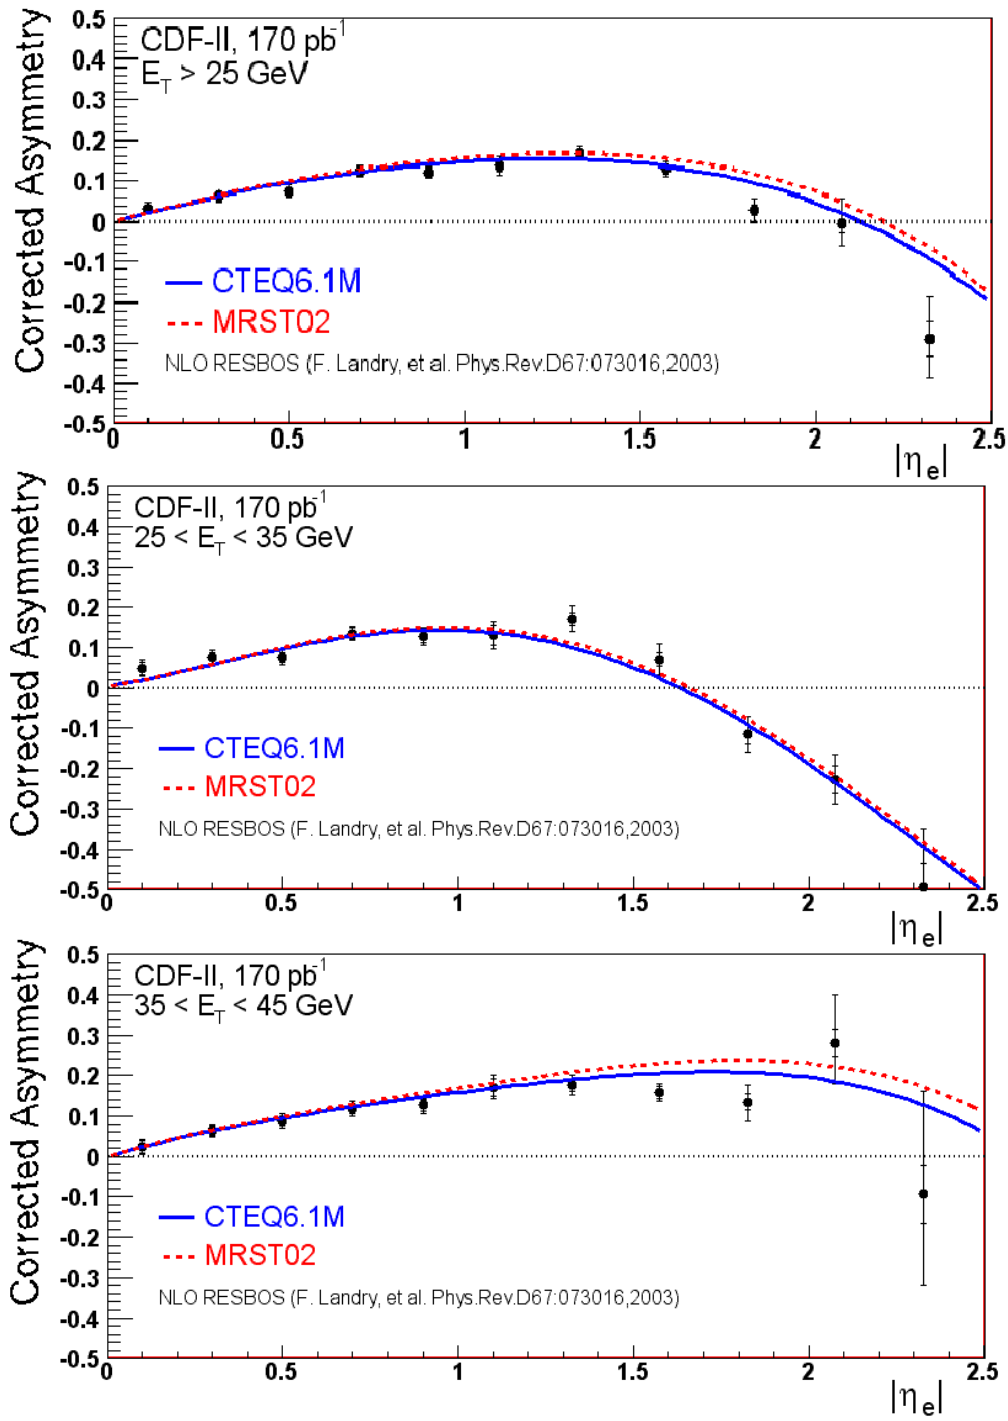 Corrected Asymmetry
CDF-II, 170 pb-1
E_T > 25 GeV
0.5
0.4
0.3
0.2
0.1
0
-0.1
-0.2
-0.3
-0.4
-0.5
CTEQ6.1M
MRST02
NLO RESBOS (F. Landry, et al. Phys.Rev.D67:073016,2003)
0 0.5 1 1.5 2 2.5
|η_e|
Corrected Asymmetry
CDF-II, 170 pb-1
25 < E_T < 35 GeV
0.5
0.4
0.3
0.2
0.1
0
-0.1
-0.2
-0.3
-0.4
-0.5
CTEQ6.1M
MRST02
NLO RESBOS (F. Landry, et al. Phys.Rev.D67:073016,2003)
0 0.5 1 1.5 2 2.5
|η_e|
Corrected Asymmetry
CDF-II, 170 pb-1
35 < E_T < 45 GeV
0.5
0.4
0.3
0.2
0.1
0
-0.1
-0.2
-0.3
-0.4
-0.5
CTEQ6.1M
MRST02
NLO RESBOS (F. Landry, et al. Phys.Rev.D67:073016,2003)
0 0.5 1 1.5 2 2.5
|η_e|